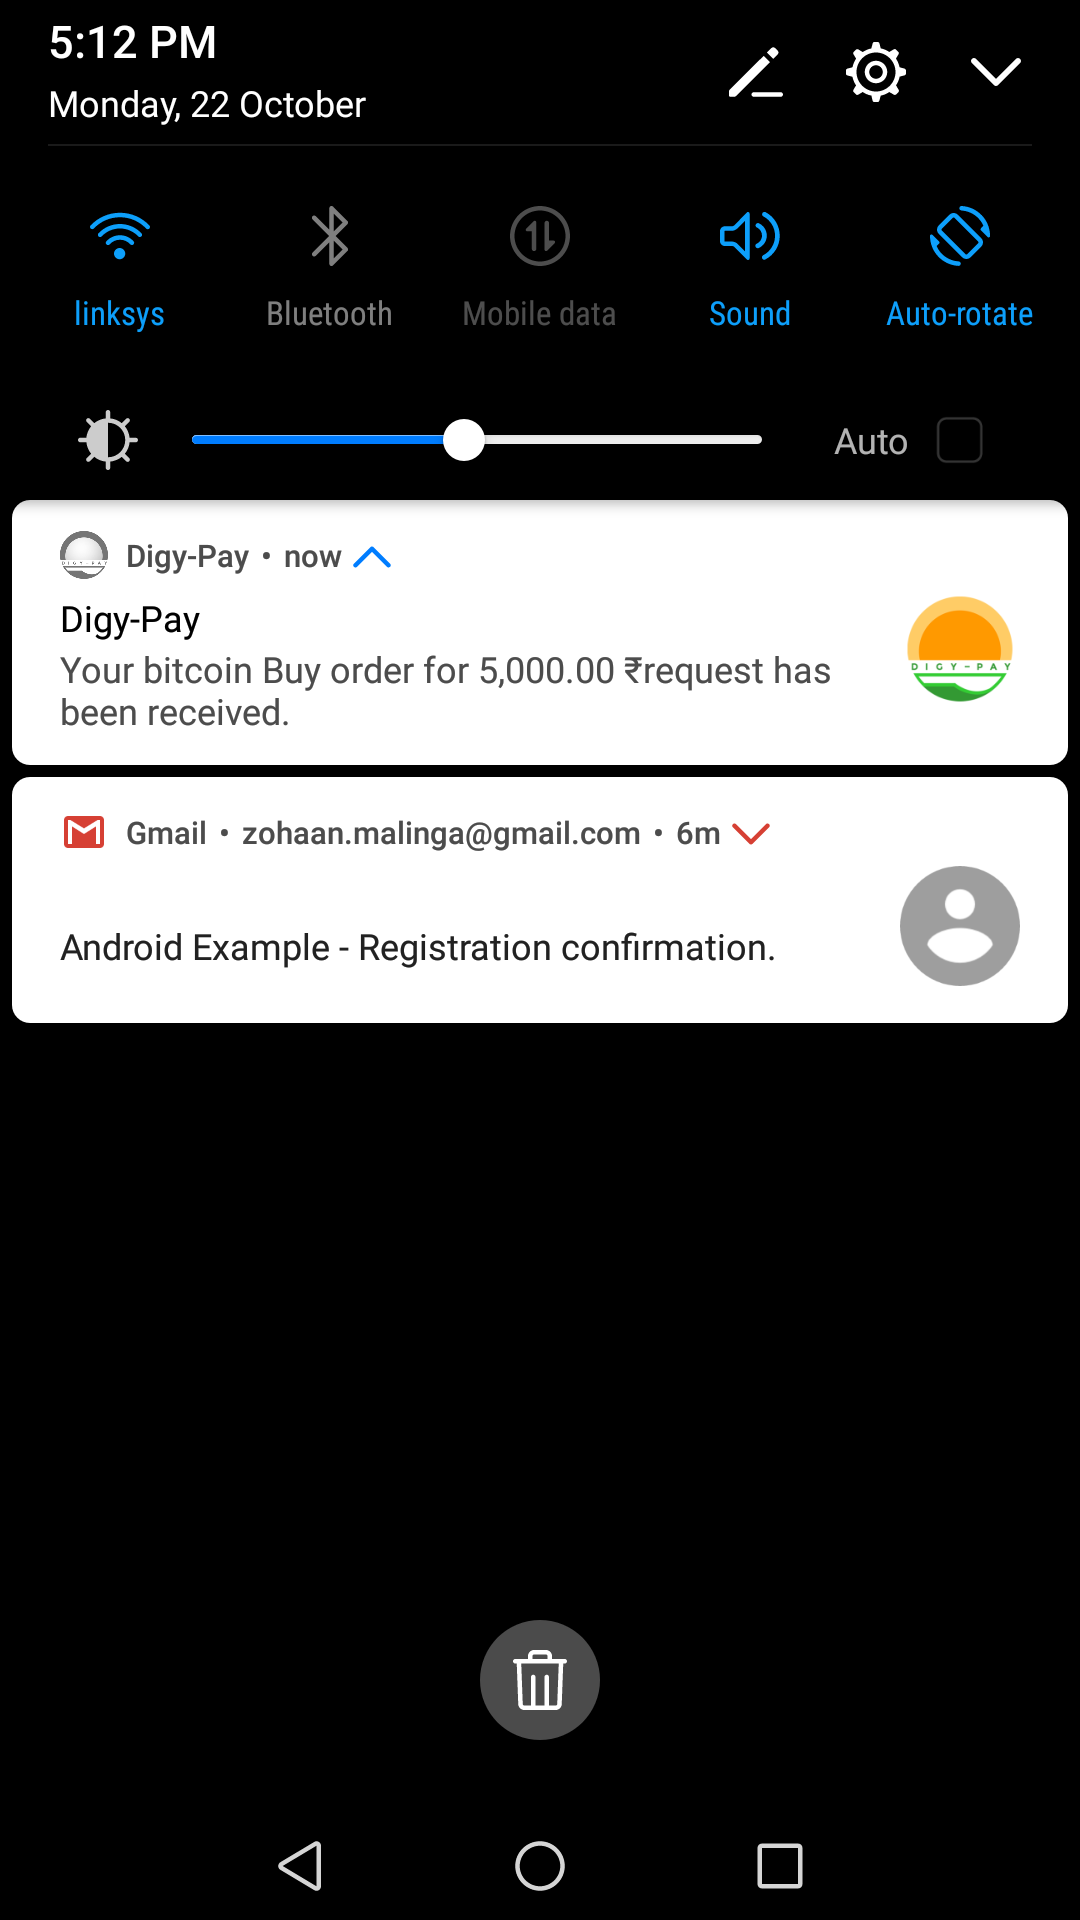 5:12 PM
Monday, 22 October
linksys
Bluetooth
Mobile data
Sound
Auto-rotate
Auto
Digy-Pay • now
Digy-Pay
Your bitcoin Buy order for 5,000.00 ₹request has
been received.
DIGY-PAY
Gmail • zohaan.malinga@gmail.com • 6m
Android Example - Registration confirmation.